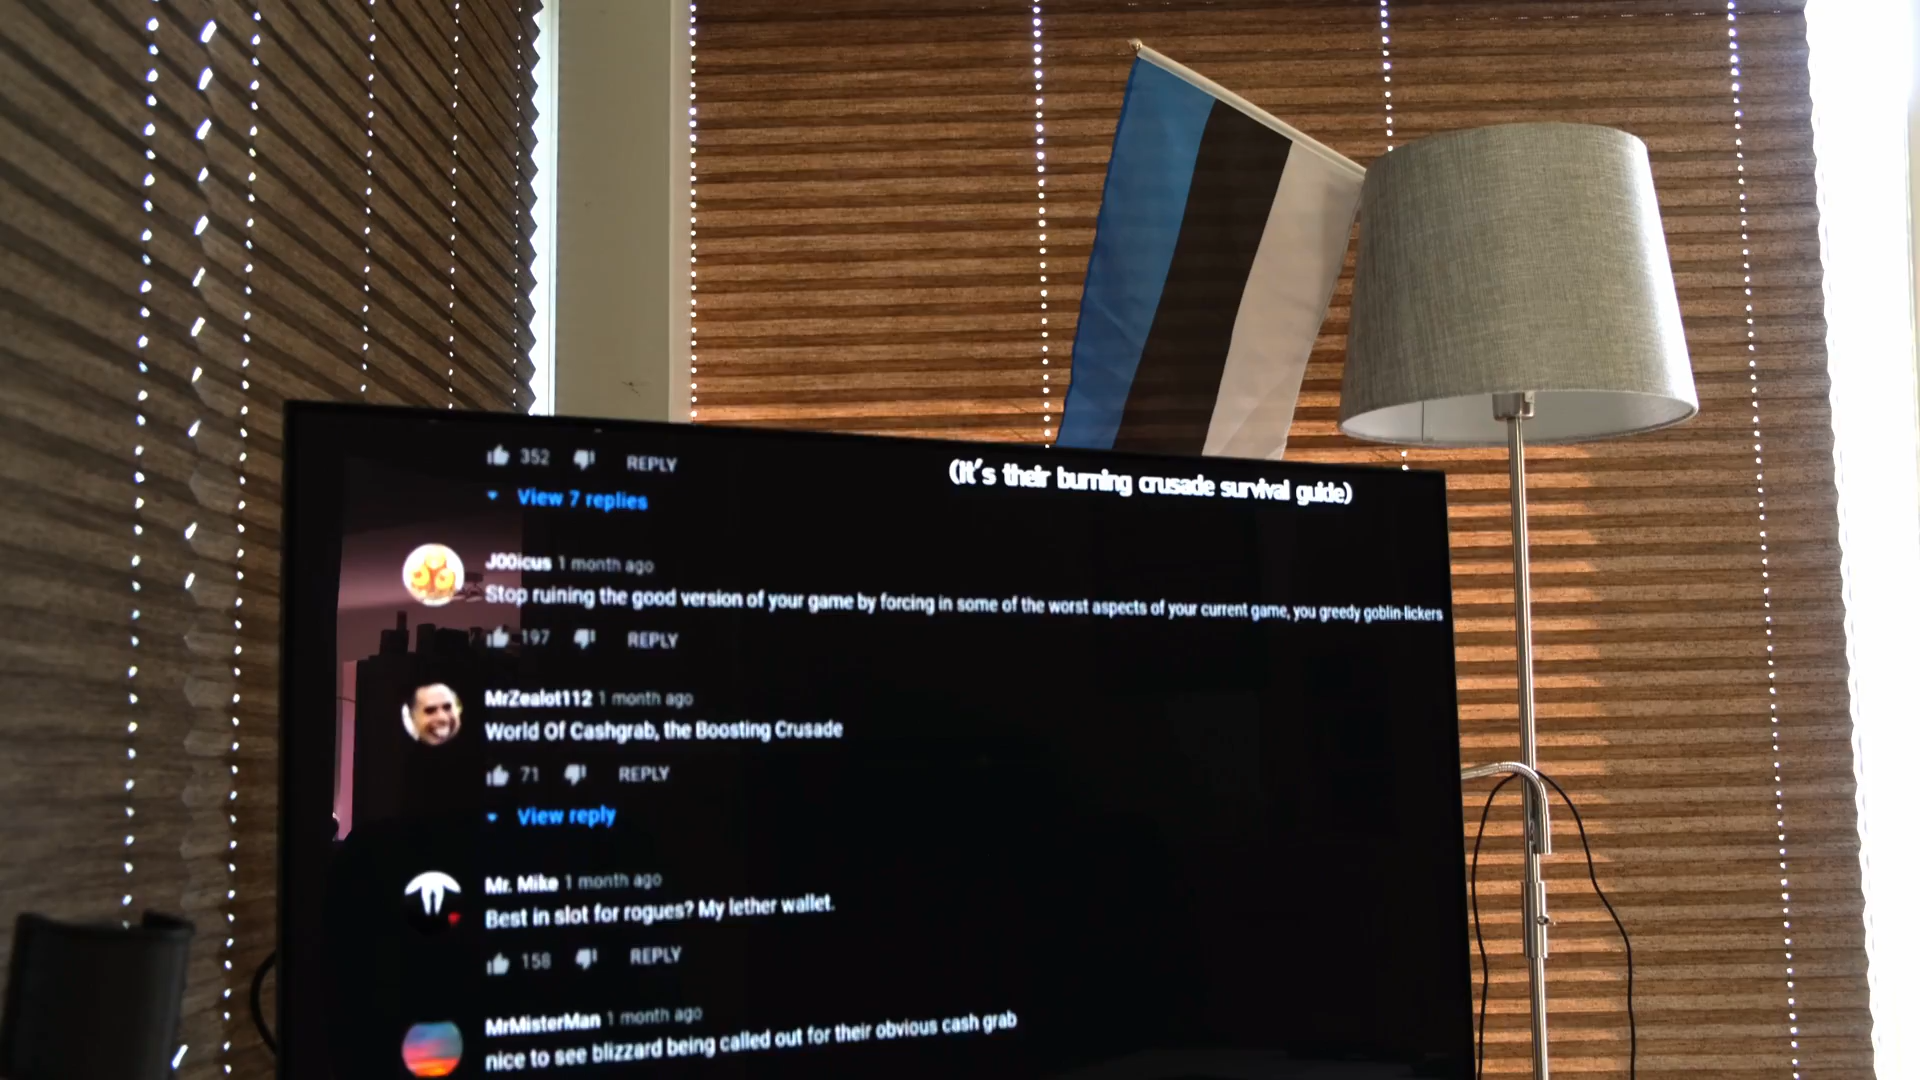 352 REPLY
(it's their burning crusade survival guide)
View 7 replies
J00icus 1 month ago
Stop ruining the good version of your game by forcing in some of the worst aspects of your current game, you greedy goblin-lickers
197 REPLY
MrZealot112 1 month ago
World Of Cashgrab, the Boosting Crusade
71 REPLY
View reply
Mr. Mike 1 month ago
Best in slot for rogues? My lether wallet.
158 REPLY
MrMisterMan 1 month ago
nice to see blizzard being called out for their obvious cash grab